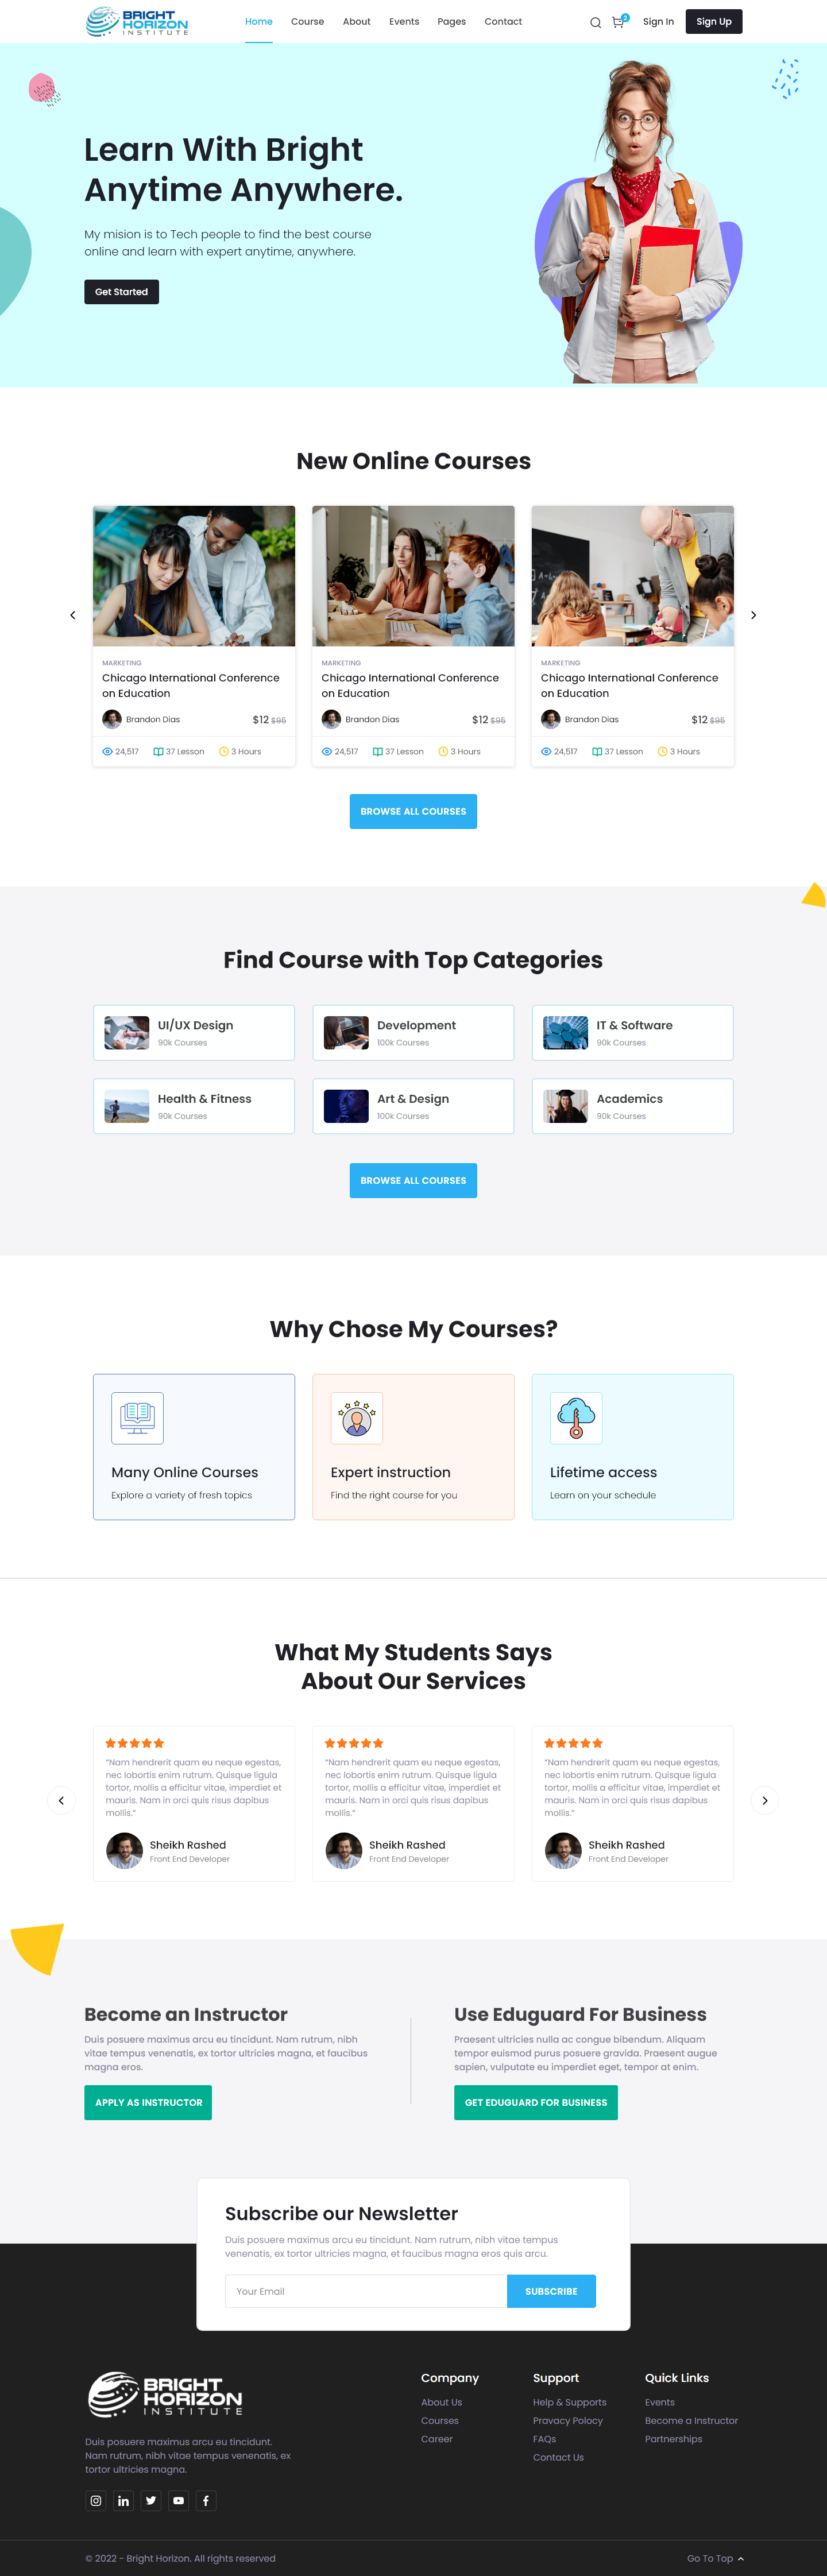 BRIGHT
HORIZON
INSTITUTE
Home
Course
About
Events
Pages
Contact
2
Sign In
Sign Up
Learn With Bright
Anytime Anywhere.
My mision is to Tech people to find the best course
online and learn with expert anytime, anywhere.
Get Started
New Online Courses
MARKETING
Chicago International Conference
on Education
Brandon Dias
$12 $95
24,517
37 Lesson
3 Hours
MARKETING
Chicago International Conference
on Education
Brandon Dias
$12 $95
24,517
37 Lesson
3 Hours
MARKETING
Chicago International Conference
on Education
Brandon Dias
$12 $95
24,517
37 Lesson
3 Hours
BROWSE ALL COURSES
Find Course with Top Categories
UI/UX Design
90k Courses
Development
100k Courses
IT & Software
90k Courses
Health & Fitness
90k Courses
Art & Design
100k Courses
Academics
90k Courses
BROWSE ALL COURSES
Why Chose My Courses?
Many Online Courses
Explore a variety of fresh topics
Expert instruction
Find the right course for you
Lifetime access
Learn on your schedule
What My Students Says
About Our Services
“Nam hendrerit quam eu neque egestas,
nec lobortis enim rutrum. Quisque ligula
tortor, mollis a efficitur vitae, imperdiet et
mauris. Nam in orci quis risus dapibus
mollis.”
Sheikh Rashed
Front End Developer
“Nam hendrerit quam eu neque egestas,
nec lobortis enim rutrum. Quisque ligula
tortor, mollis a efficitur vitae, imperdiet et
mauris. Nam in orci quis risus dapibus
mollis.”
Sheikh Rashed
Front End Developer
“Nam hendrerit quam eu neque egestas,
nec lobortis enim rutrum. Quisque ligula
tortor, mollis a efficitur vitae, imperdiet et
mauris. Nam in orci quis risus dapibus
mollis.”
Sheikh Rashed
Front End Developer
Become an Instructor
Duis posuere maximus arcu eu tincidunt. Nam rutrum, nibh
vitae tempus venenatis, ex tortor ultricies magna, et faucibus
magna eros.
APPLY AS INSTRUCTOR
Use Eduguard For Business
Praesent ultricies nulla ac congue bibendum. Aliquam
tempor euismod purus posuere gravida. Praesent augue
sapien, vulputate eu imperdiet eget, tempor at enim.
GET EDUGUARD FOR BUSINESS
Subscribe our Newsletter
Duis posuere maximus arcu eu tincidunt. Nam rutrum, nibh vitae tempus
venenatis, ex tortor ultricies magna, et faucibus magna eros quis arcu.
Your Email
SUBSCRIBE
BRIGHT
HORIZON
INSTITUTE
Duis posuere maximus arcu eu tincidunt.
Nam rutrum, nibh vitae tempus venenatis, ex
tortor ultricies magna.
Company
About Us
Courses
Career
Support
Help & Supports
Pravacy Polocy
FAQs
Contact Us
Quick Links
Events
Become a Instructor
Partnerships
© 2022 - Bright Horizon. All rights reserved
Go To Top